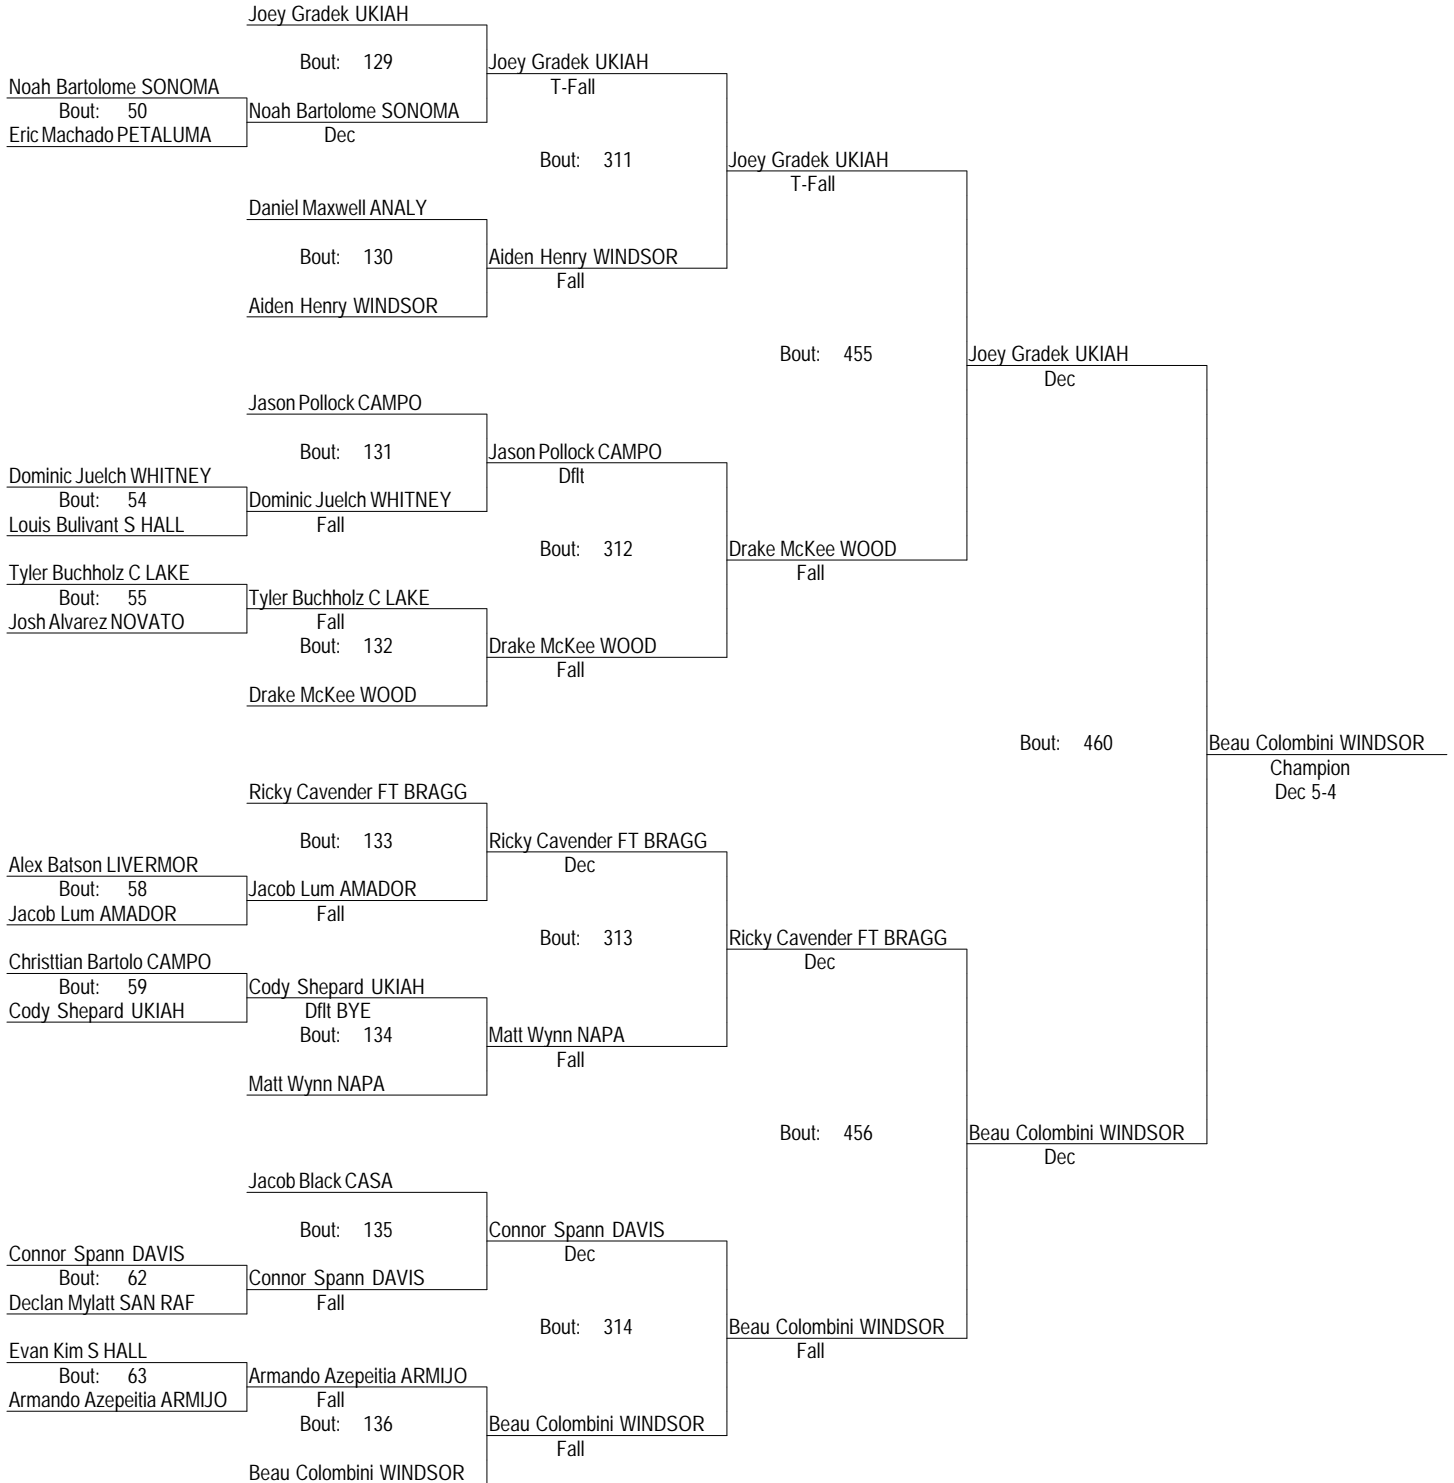 Joey Gradek UKIAH
Bout: 129
Joey Gradek UKIAH
T-Fall
Noah Bartolome SONOMA
Bout: 50
Eric Machado PETALUMA
Noah Bartolome SONOMA
Dec
Bout: 311
Joey Gradek UKIAH
T-Fall
Daniel Maxwell ANALY
Bout: 130
Aiden Henry WINDSOR
Fall
Aiden Henry WINDSOR
Bout: 455
Joey Gradek UKIAH
Dec
Jason Pollock CAMPO
Bout: 131
Jason Pollock CAMPO
Dflt
Dominic Juelch WHITNEY
Bout: 54
Louis Bulivant S HALL
Dominic Juelch WHITNEY
Fall
Bout: 312
Drake McKee WOOD
Fall
Tyler Buchholz C LAKE
Bout: 55
Josh Alvarez NOVATO
Tyler Buchholz C LAKE
Fall
Bout: 132
Drake McKee WOOD
Fall
Drake McKee WOOD
Bout: 460
Beau Colombini WINDSOR
Champion
Dec 5-4
Ricky Cavender FT BRAGG
Bout: 133
Ricky Cavender FT BRAGG
Dec
Alex Batson LIVERMOR
Bout: 58
Jacob Lum AMADOR
Jacob Lum AMADOR
Fall
Bout: 313
Ricky Cavender FT BRAGG
Dec
Christtian Bartolo CAMPO
Bout: 59
Cody Shepard UKIAH
Cody Shepard UKIAH
Dflt BYE
Bout: 134
Matt Wynn NAPA
Fall
Matt Wynn NAPA
Bout: 456
Beau Colombini WINDSOR
Dec
Jacob Black CASA
Bout: 135
Connor Spann DAVIS
Dec
Connor Spann DAVIS
Bout: 62
Declan Mylatt SAN RAF
Connor Spann DAVIS
Fall
Bout: 314
Beau Colombini WINDSOR
Fall
Evan Kim S HALL
Bout: 63
Armando Azepeitia ARMIJO
Armando Azepeitia ARMIJO
Fall
Bout: 136
Beau Colombini WINDSOR
Fall
Beau Colombini WINDSOR